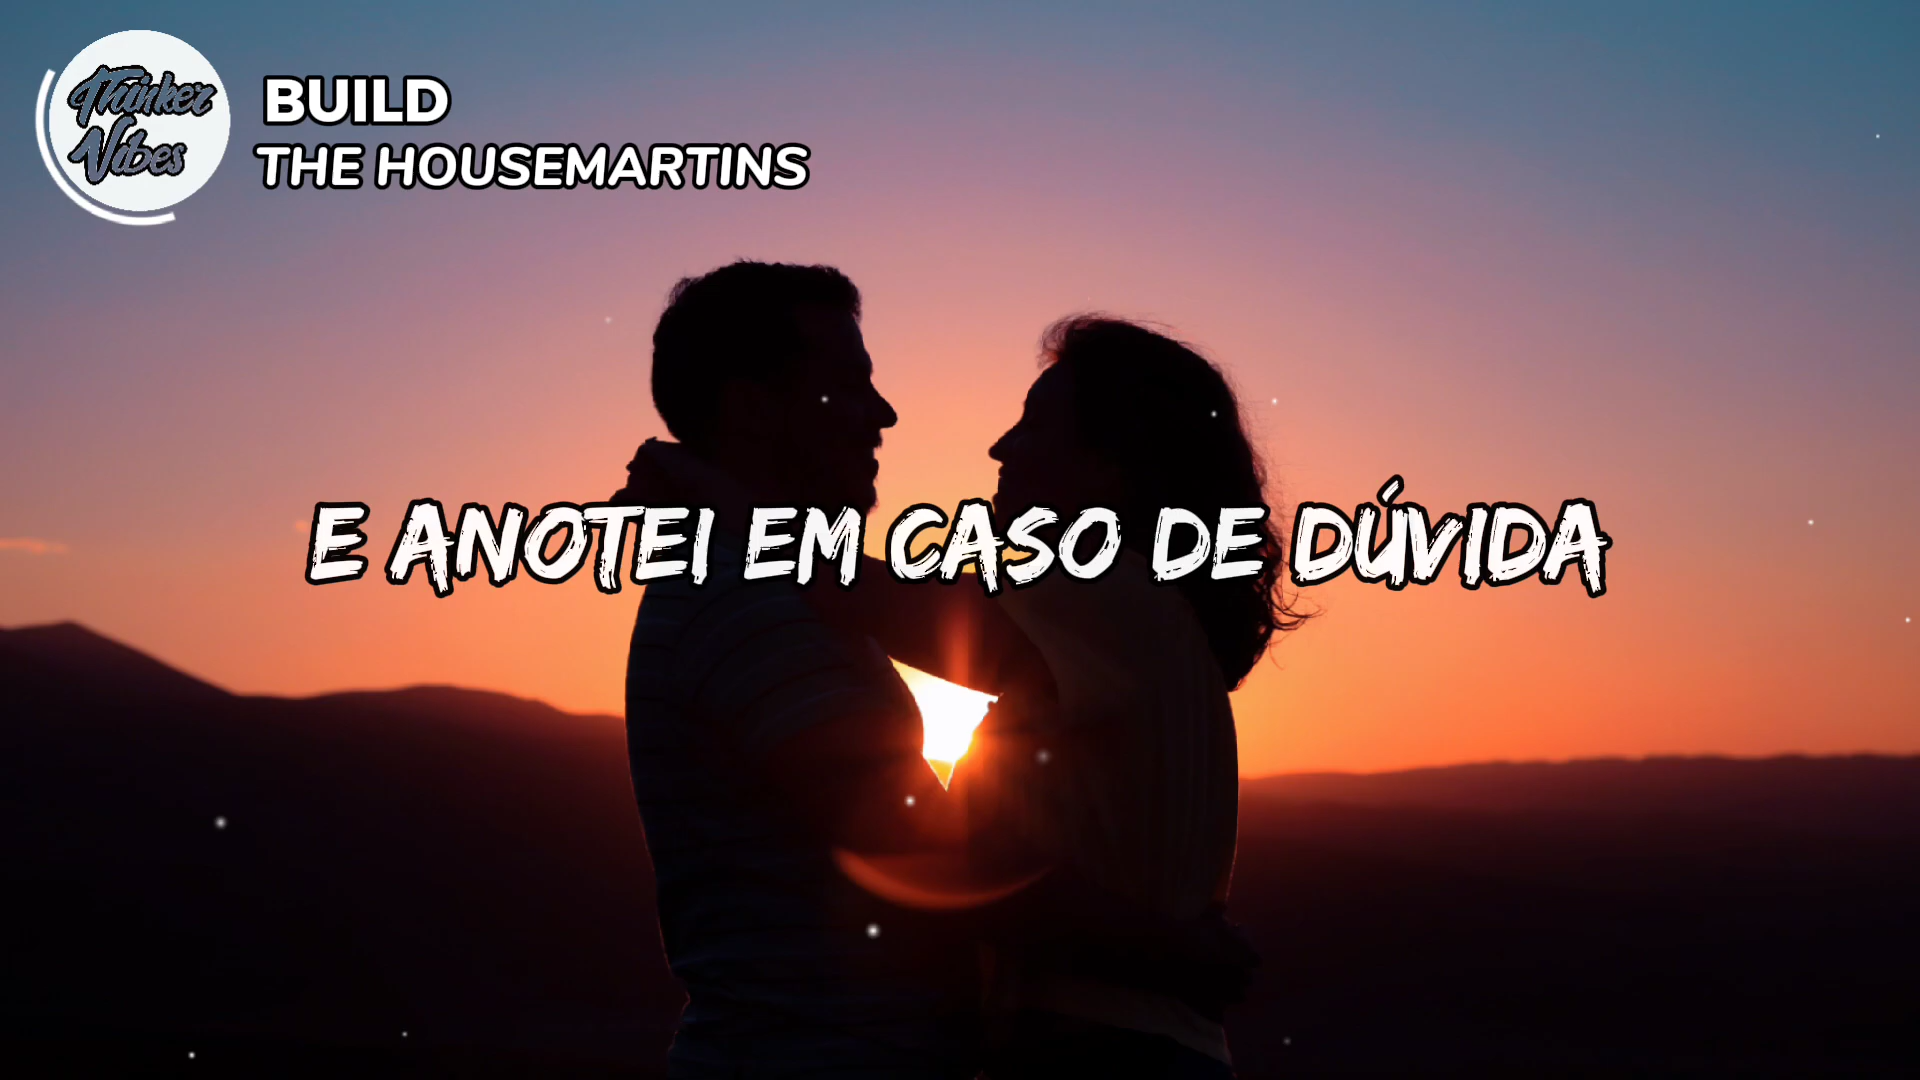 Thinker
Vibes
BUILD
THE HOUSEMARTINS
E ANOTEI EM CASO DE DÚVIDA